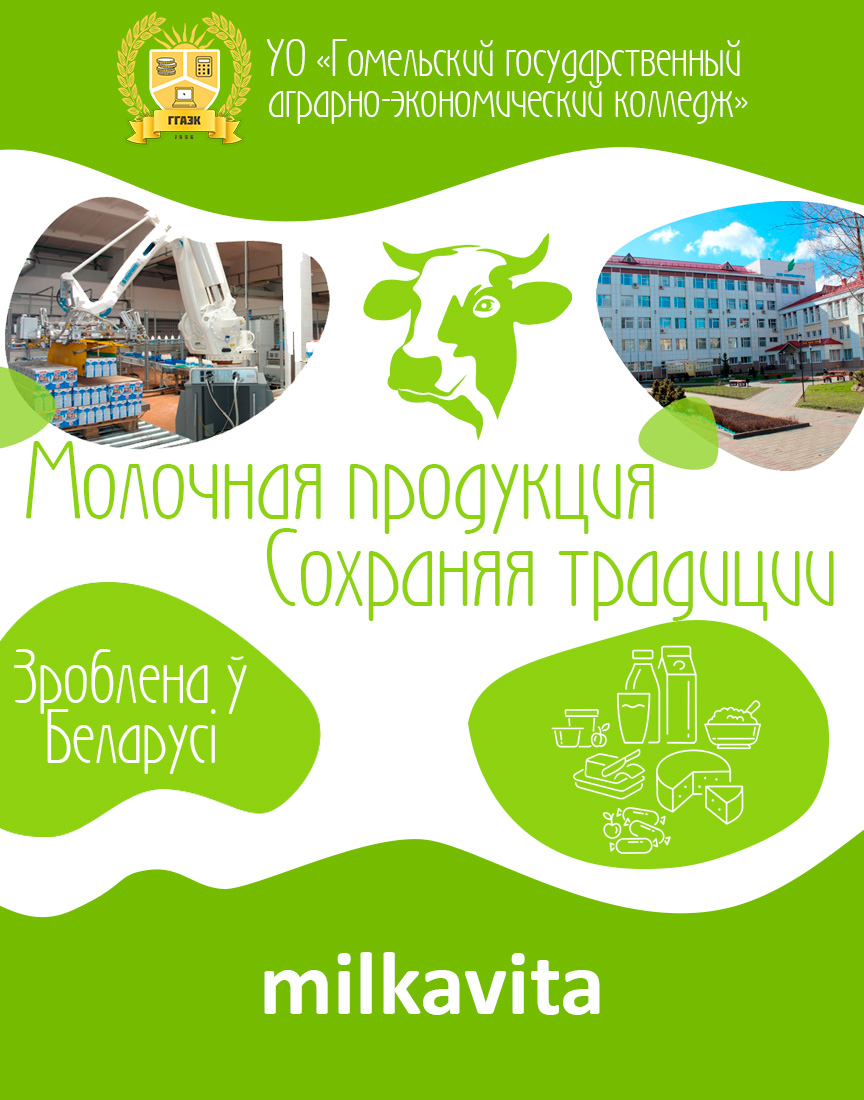 УО «Гомельский государственный
аграрно-экономический колледж»
ГГАЭК
Молочная продукция
Сохраняя традиции
Зроблена ў
Беларусі
milkavita